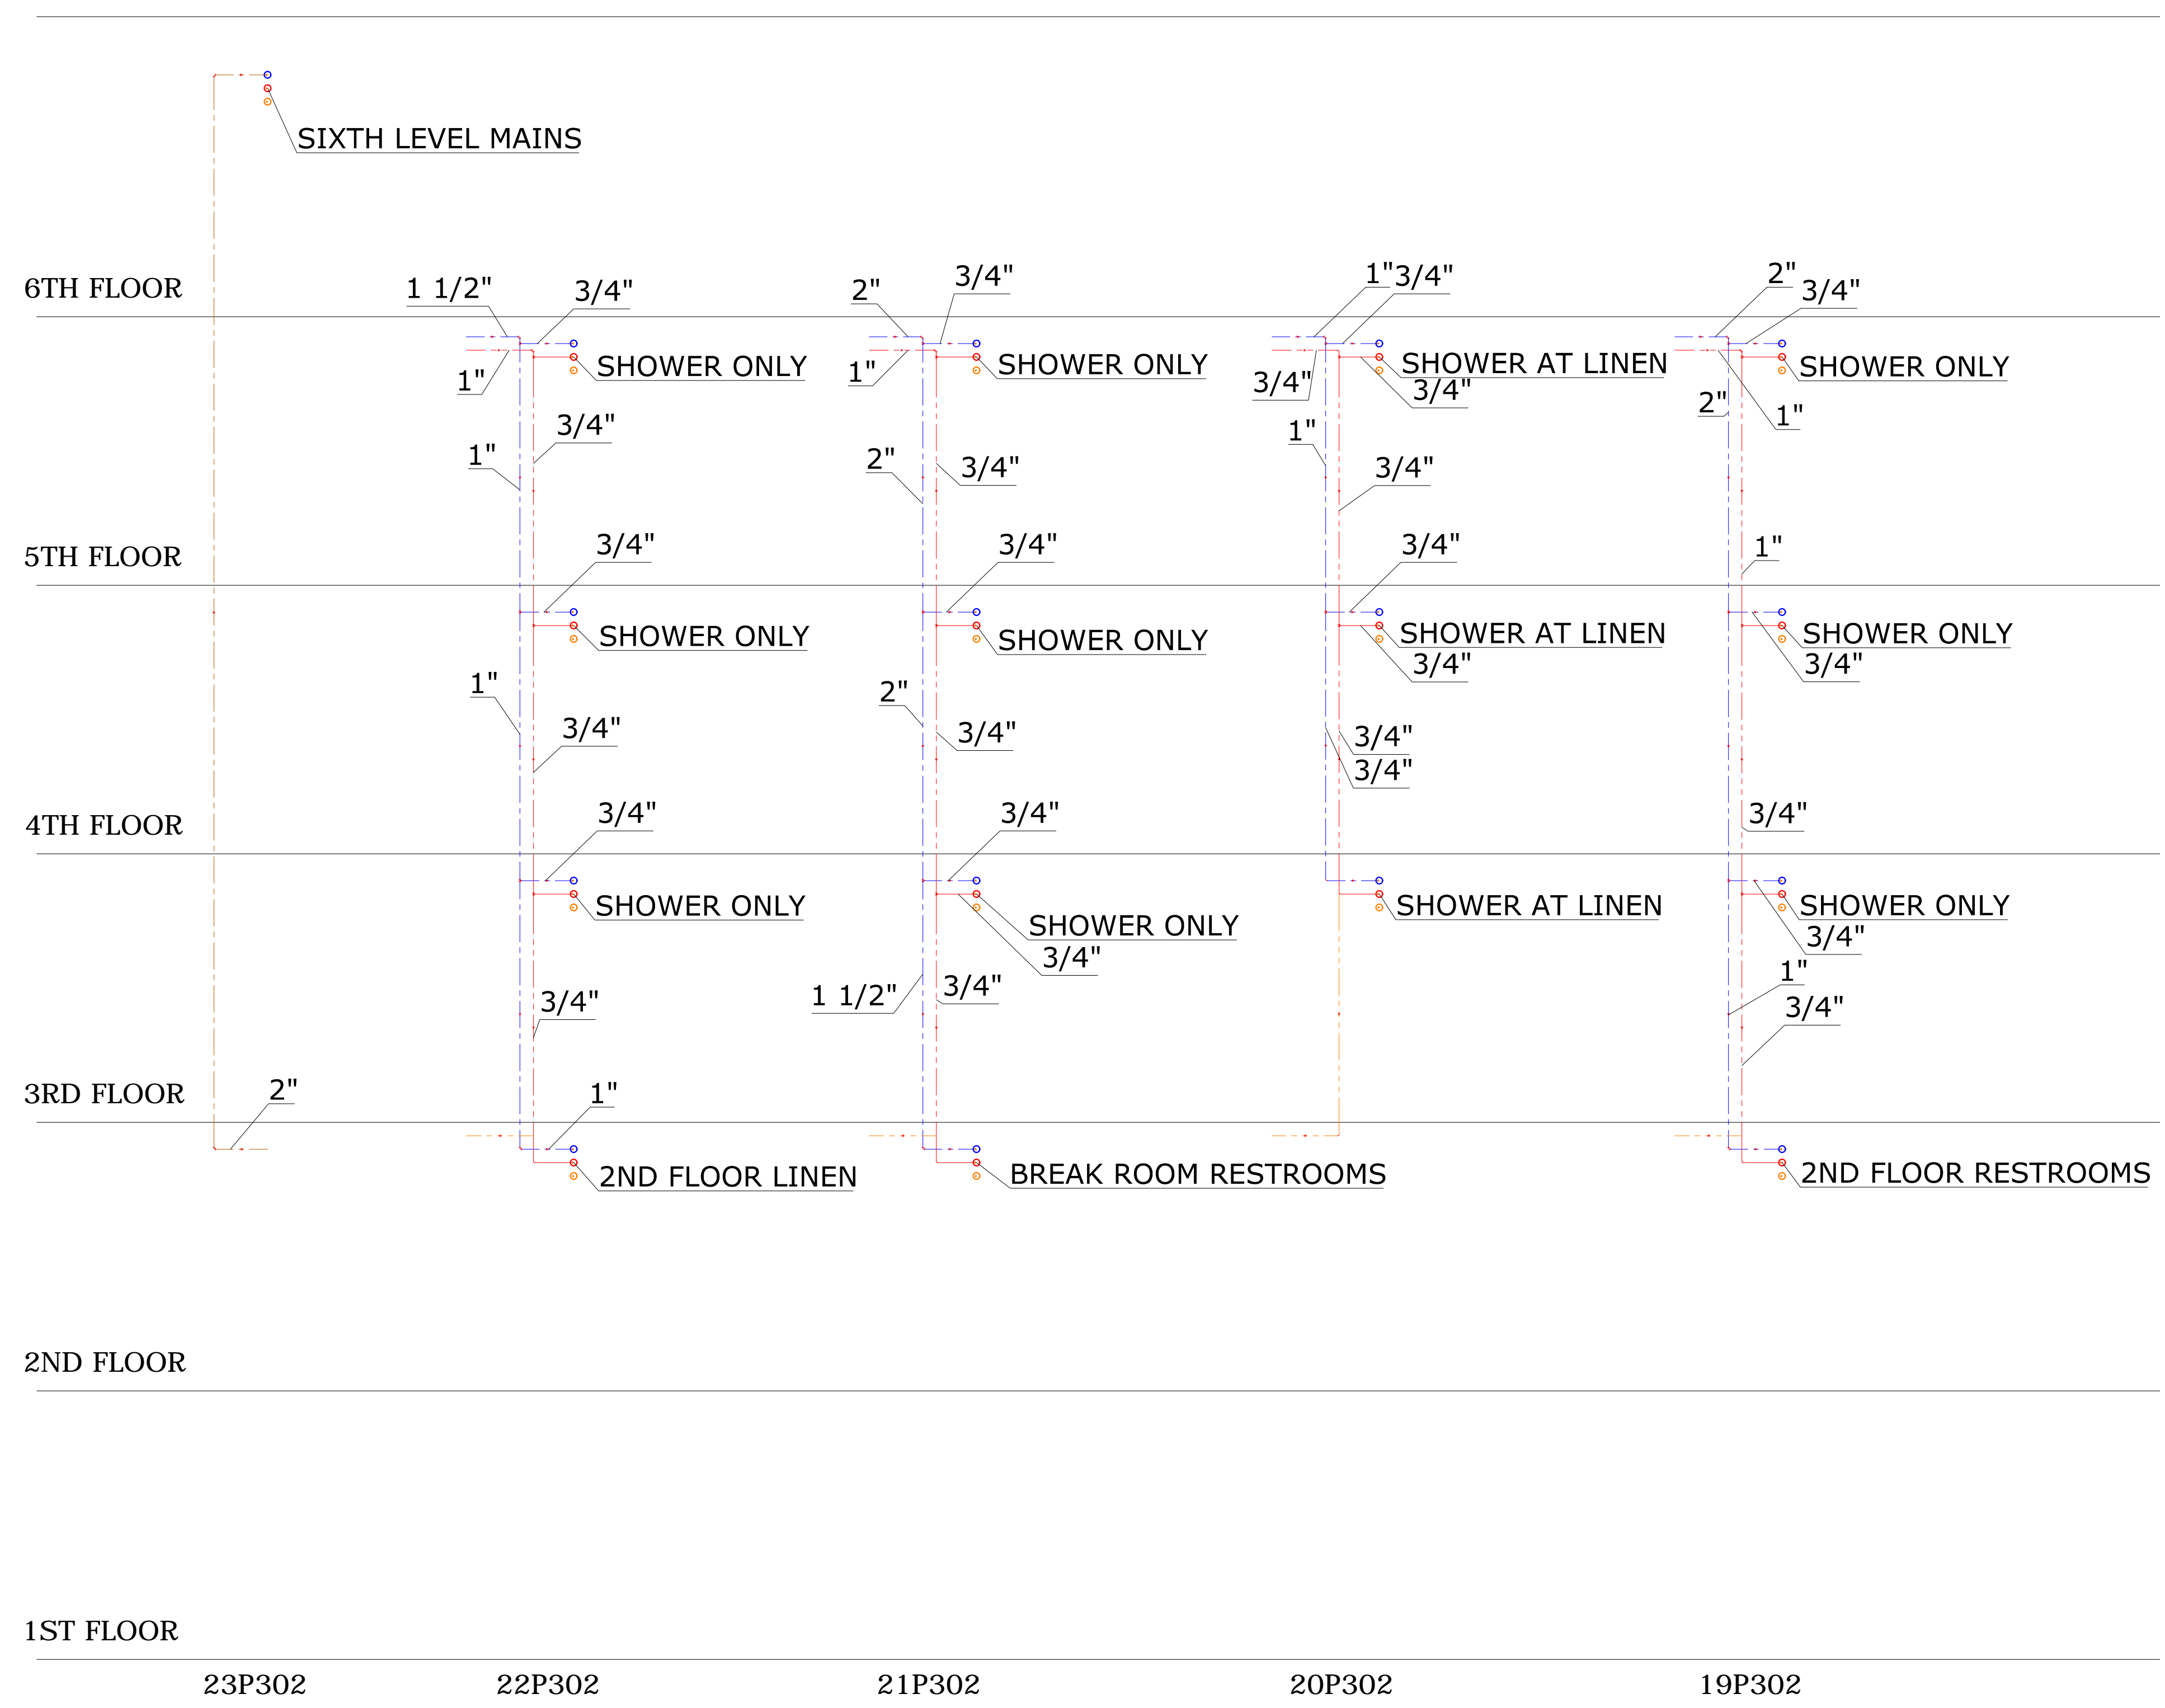 SIXTH LEVEL MAINS
6TH FLOOR
1 1/2"
3/4"
2"
3/4"
1"
3/4"
2"
3/4"
1"
SHOWER ONLY
1"
SHOWER ONLY
3/4"
SHOWER AT LINEN
3/4"
SHOWER ONLY
2"
1"
3/4"
1"
2"
3/4"
1"
3/4"
5TH FLOOR
3/4"
3/4"
3/4"
1"
SHOWER ONLY
SHOWER ONLY
SHOWER AT LINEN
3/4"
SHOWER ONLY
3/4"
1"
3/4"
2"
3/4"
3/4"
3/4"
4TH FLOOR
3/4"
3/4"
3/4"
SHOWER ONLY
SHOWER ONLY
3/4"
SHOWER AT LINEN
SHOWER ONLY
3/4"
1"
3/4"
1 1/2"
3/4"
3/4"
3RD FLOOR
2"
1"
2ND FLOOR LINEN
BREAK ROOM RESTROOMS
2ND FLOOR RESTROOMS
2ND FLOOR
1ST FLOOR
23P302
22P302
21P302
20P302
19P302